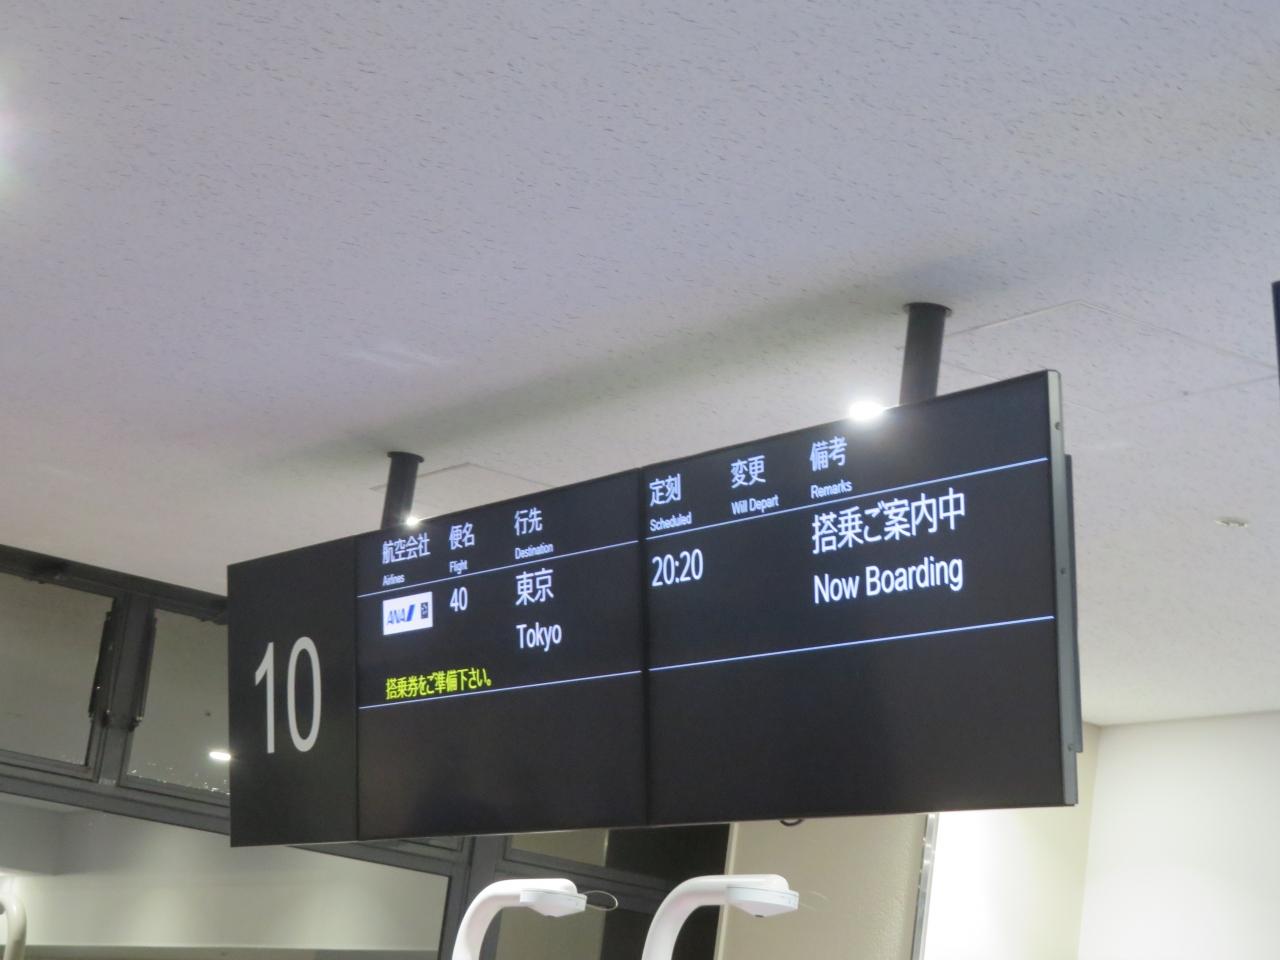 10
航空会社 便名 行先 定刻 変更 備考
Airlines Flight Destination Scheduled Will Depart Remarks
ANA 40 東京 20:20 搭乗ご案内中
Tokyo Now Boarding
搭乗券をご準備下さい。